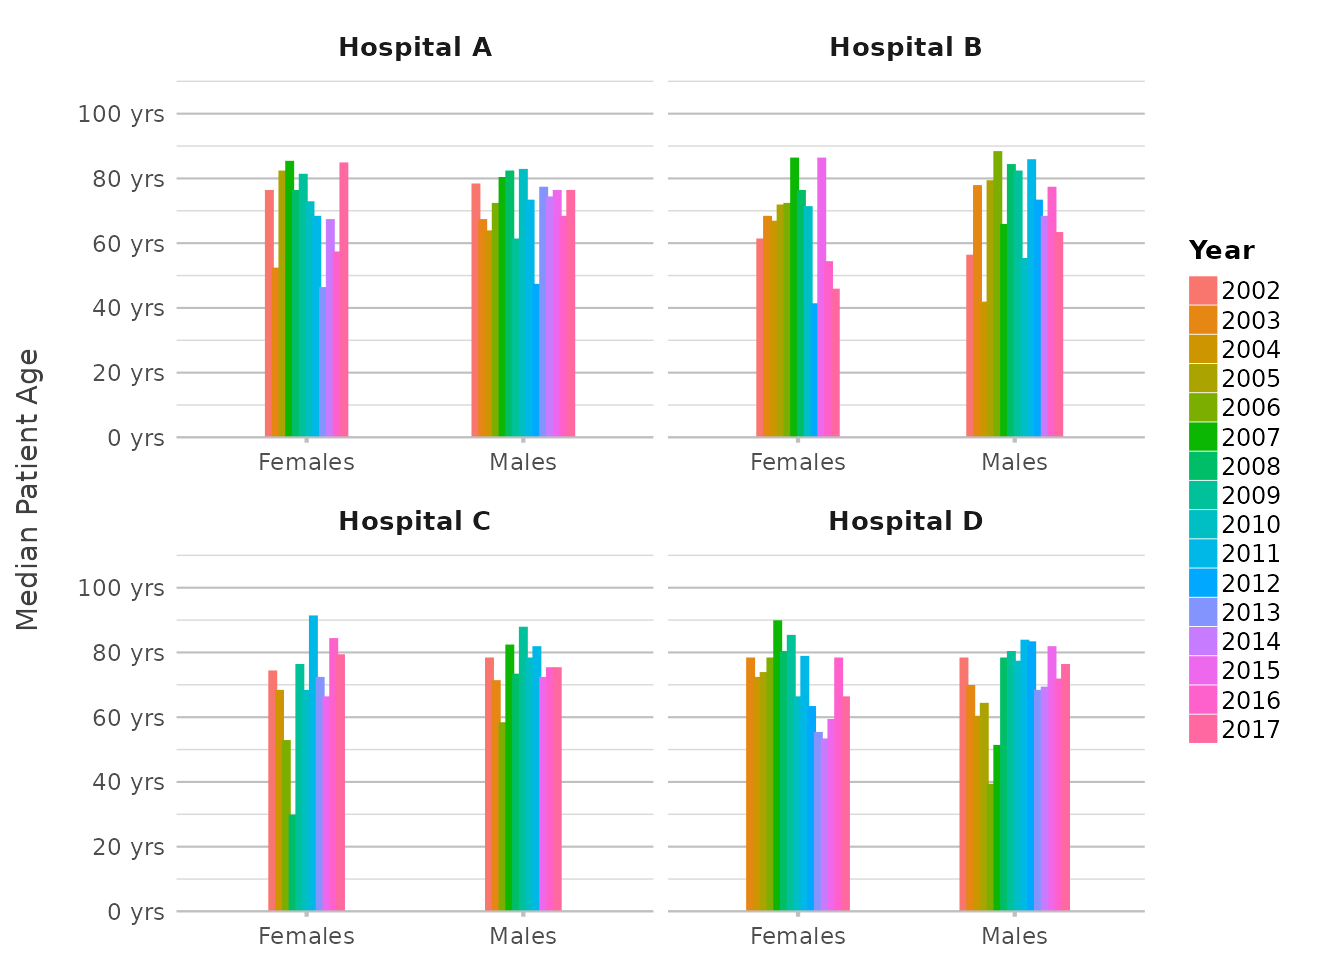 Hospital A
Hospital B
100 yrs
80 yrs
60 yrs
40 yrs
20 yrs
0 yrs
Females
Males
Females
Males
Hospital C
Hospital D
100 yrs
80 yrs
60 yrs
40 yrs
20 yrs
0 yrs
Females
Males
Females
Males
Median Patient Age
Year
2002
2003
2004
2005
2006
2007
2008
2009
2010
2011
2012
2013
2014
2015
2016
2017